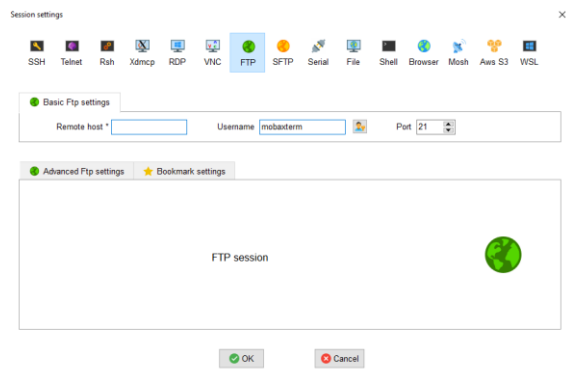 Session settings
SSH Telnet Rsh Xdmcp RDP VNC FTP SFTP Serial File Shell Browser Mosh Aws S3 WSL
Basic Ftp settings
Remote host * Username mobaxterm Port 21
Advanced Ftp settings Bookmark settings
FTP session
OK Cancel